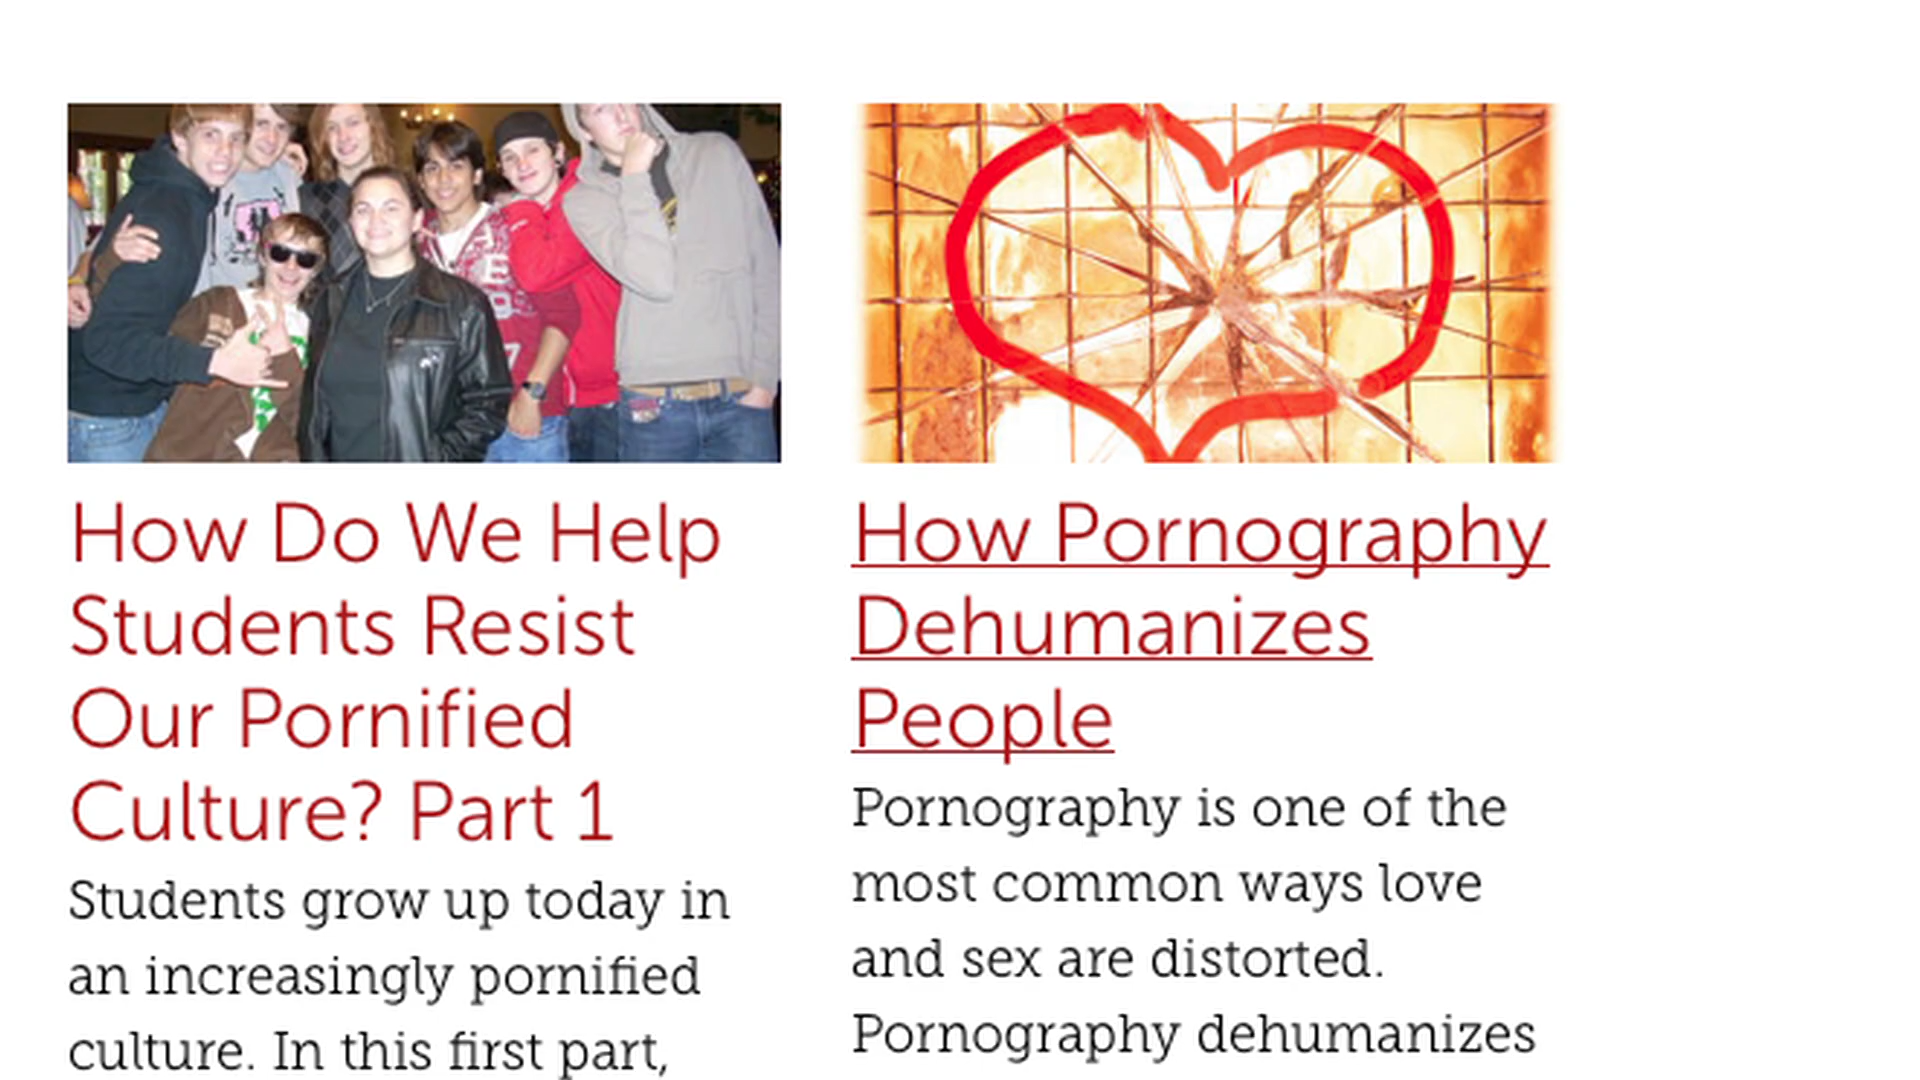 How Do We Help
Students Resist
Our Pornified
Culture? Part 1
Students grow up today in
an increasingly pornified
culture. In this first part,
How Pornography
Dehumanizes
People
Pornography is one of the
most common ways love
and sex are distorted.
Pornography dehumanizes